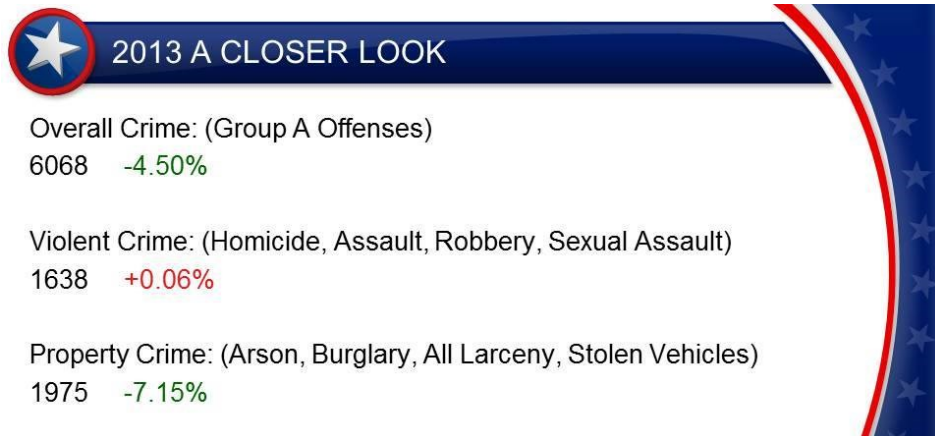 2013 A CLOSER LOOK
Overall Crime: (Group A Offenses)
6068 -4.50%
Violent Crime: (Homicide, Assault, Robbery, Sexual Assault)
1638 +0.06%
Property Crime: (Arson, Burglary, All Larceny, Stolen Vehicles)
1975 -7.15%